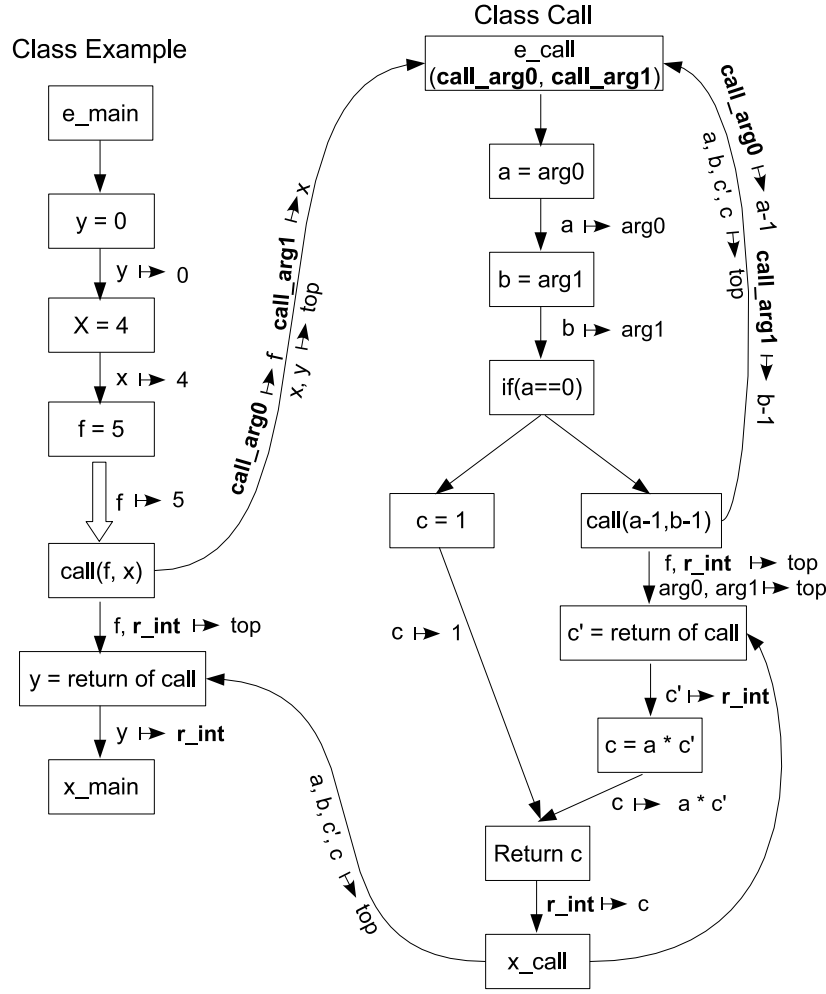 Class Example
e_main
y = 0
y ↦ 0
X = 4
x ↦ 4
f = 5
f ↦ 5
call(f, x)
f, r_int ↦ top
y = return of call
y ↦ r_int
x_main
call_arg0 ↦ f call_arg1 ↦ x
x, y ↦ top
Class Call
e_call
(call_arg0, call_arg1)
a = arg0
a ↦ arg0
b = arg1
b ↦ arg1
if(a==0)
c = 1
c ↦ 1
call(a-1,b-1)
f, r_int ↦ top
arg0, arg1 ↦ top
c' = return of call
c' ↦ r_int
c = a * c'
c ↦ a * c'
Return c
r_int ↦ c
x_call
call_arg0 ↦ a-1 call_arg1 ↦ b-1
a, b, c', c ↦ top
a, b, c', c ↦ top